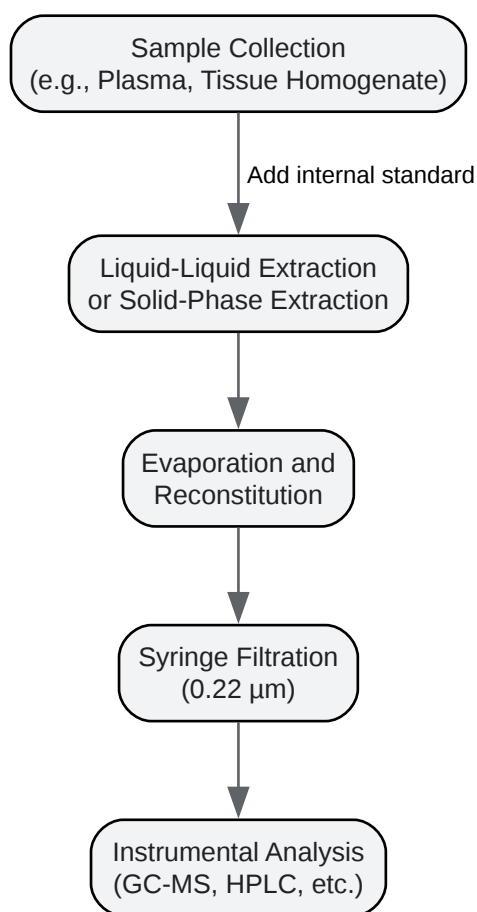 Sample Collection
(e.g., Plasma, Tissue Homogenate)
Add internal standard
Liquid-Liquid Extraction
or Solid-Phase Extraction
Evaporation and
Reconstitution
Syringe Filtration
(0.22 µm)
Instrumental Analysis
(GC-MS, HPLC, etc.)